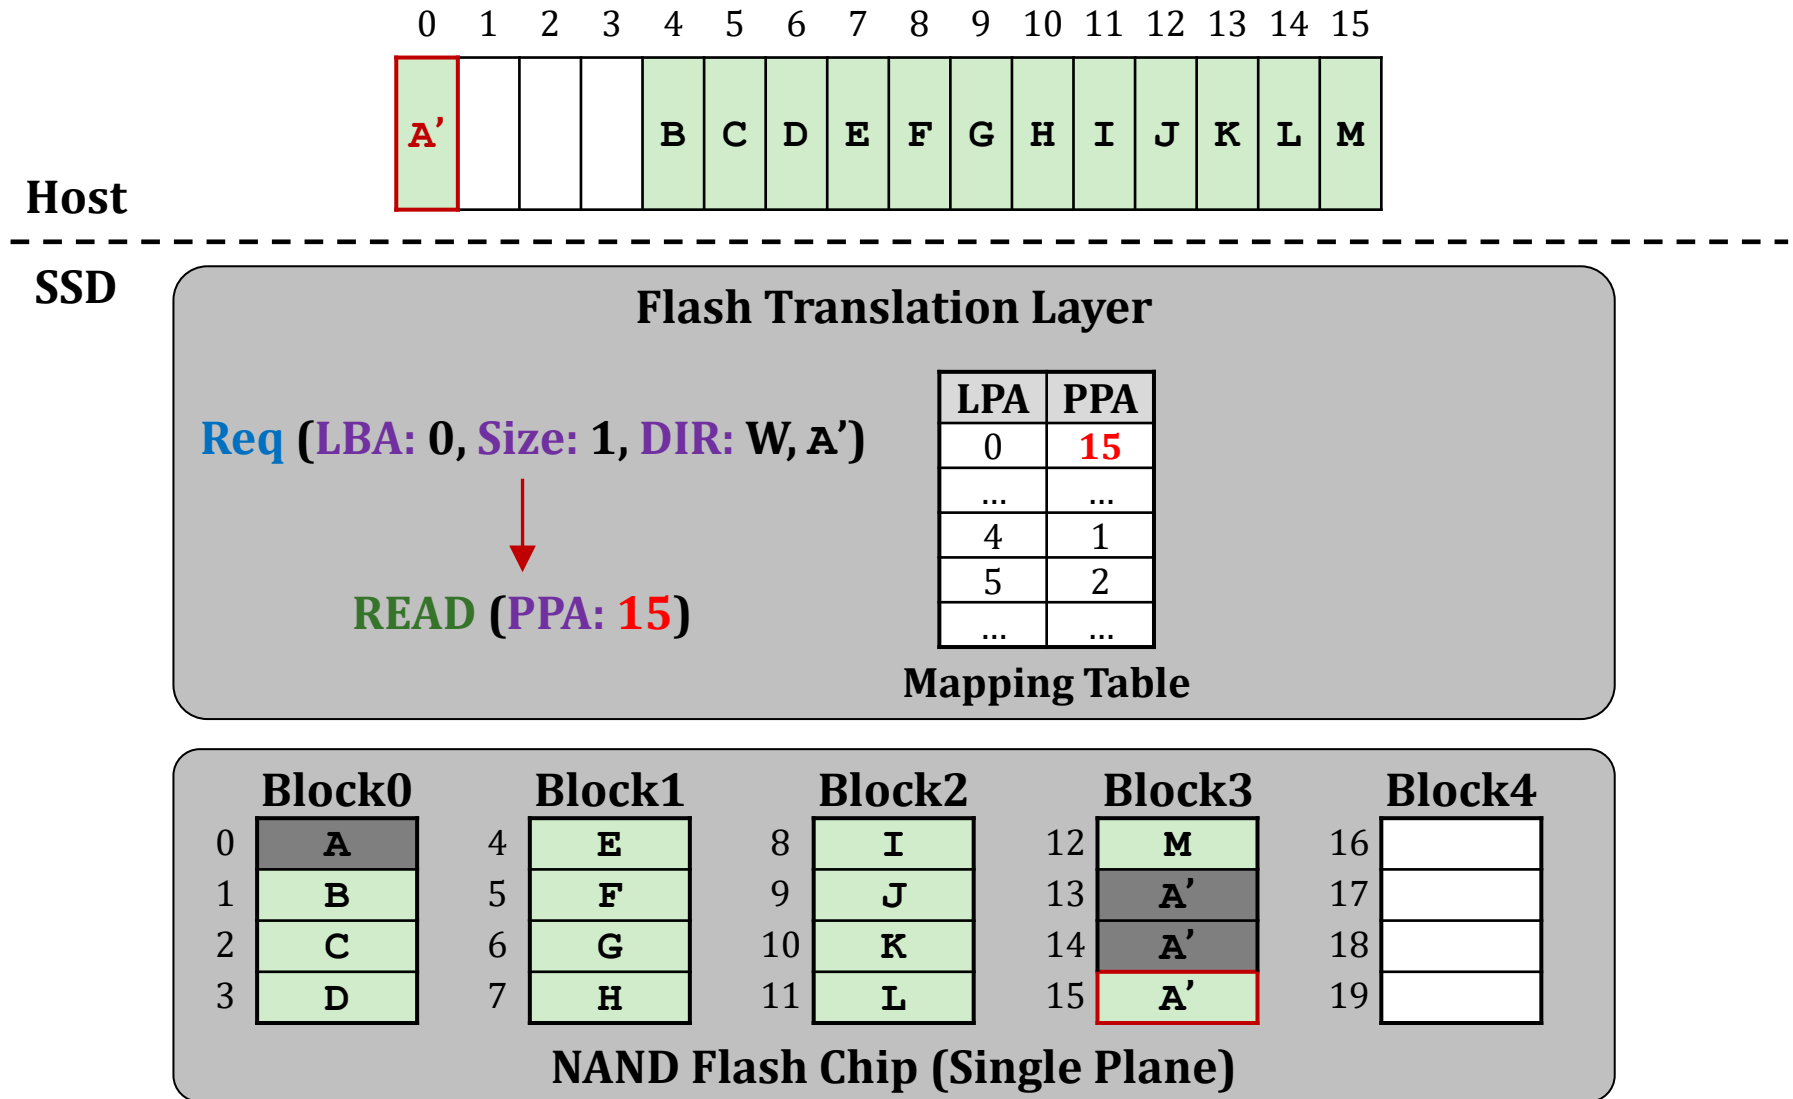 0 1 2 3 4 5 6 7 8 9 10 11 12 13 14 15
A’ B C D E F G H I J K L M
Host
SSD
Flash Translation Layer
Req (LBA: 0, Size: 1, DIR: W, A’)
READ (PPA: 15)
LPA PPA
0 15
... ...
4 1
5 2
... ...
Mapping Table
Block0 Block1 Block2 Block3 Block4
0 A 4 E 8 I 12 M 16
1 B 5 F 9 J 13 A’ 17
2 C 6 G 10 K 14 A’ 18
3 D 7 H 11 L 15 A’ 19
NAND Flash Chip (Single Plane)